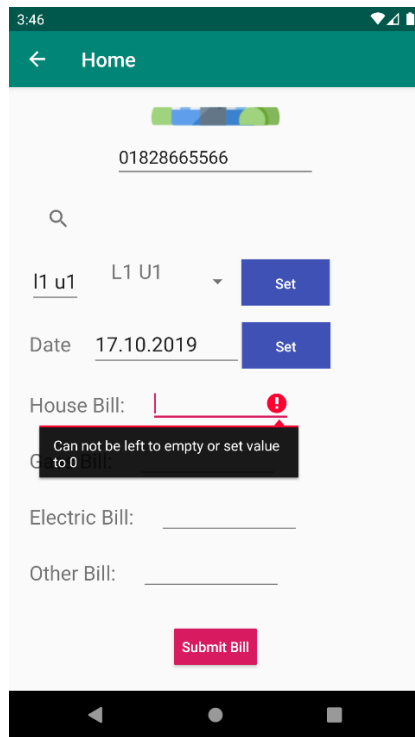 3:46
Home
01828665566
l1 u1 L1 U1 Set
Date 17.10.2019 Set
House Bill:
Can not be left to empty or set value
to 0
Electric Bill:
Other Bill:
Submit Bill